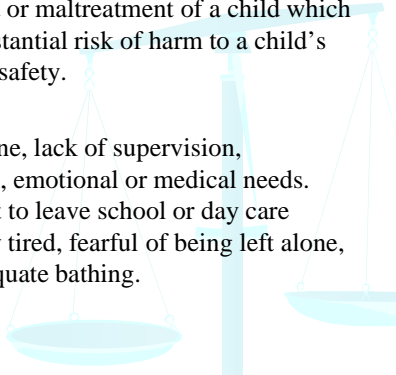 or maltreatment of a child which
stantial risk of harm to a child’s
safety.
ne, lack of supervision,
, emotional or medical needs.
to leave school or day care
tired, fearful of being left alone,
quate bathing.